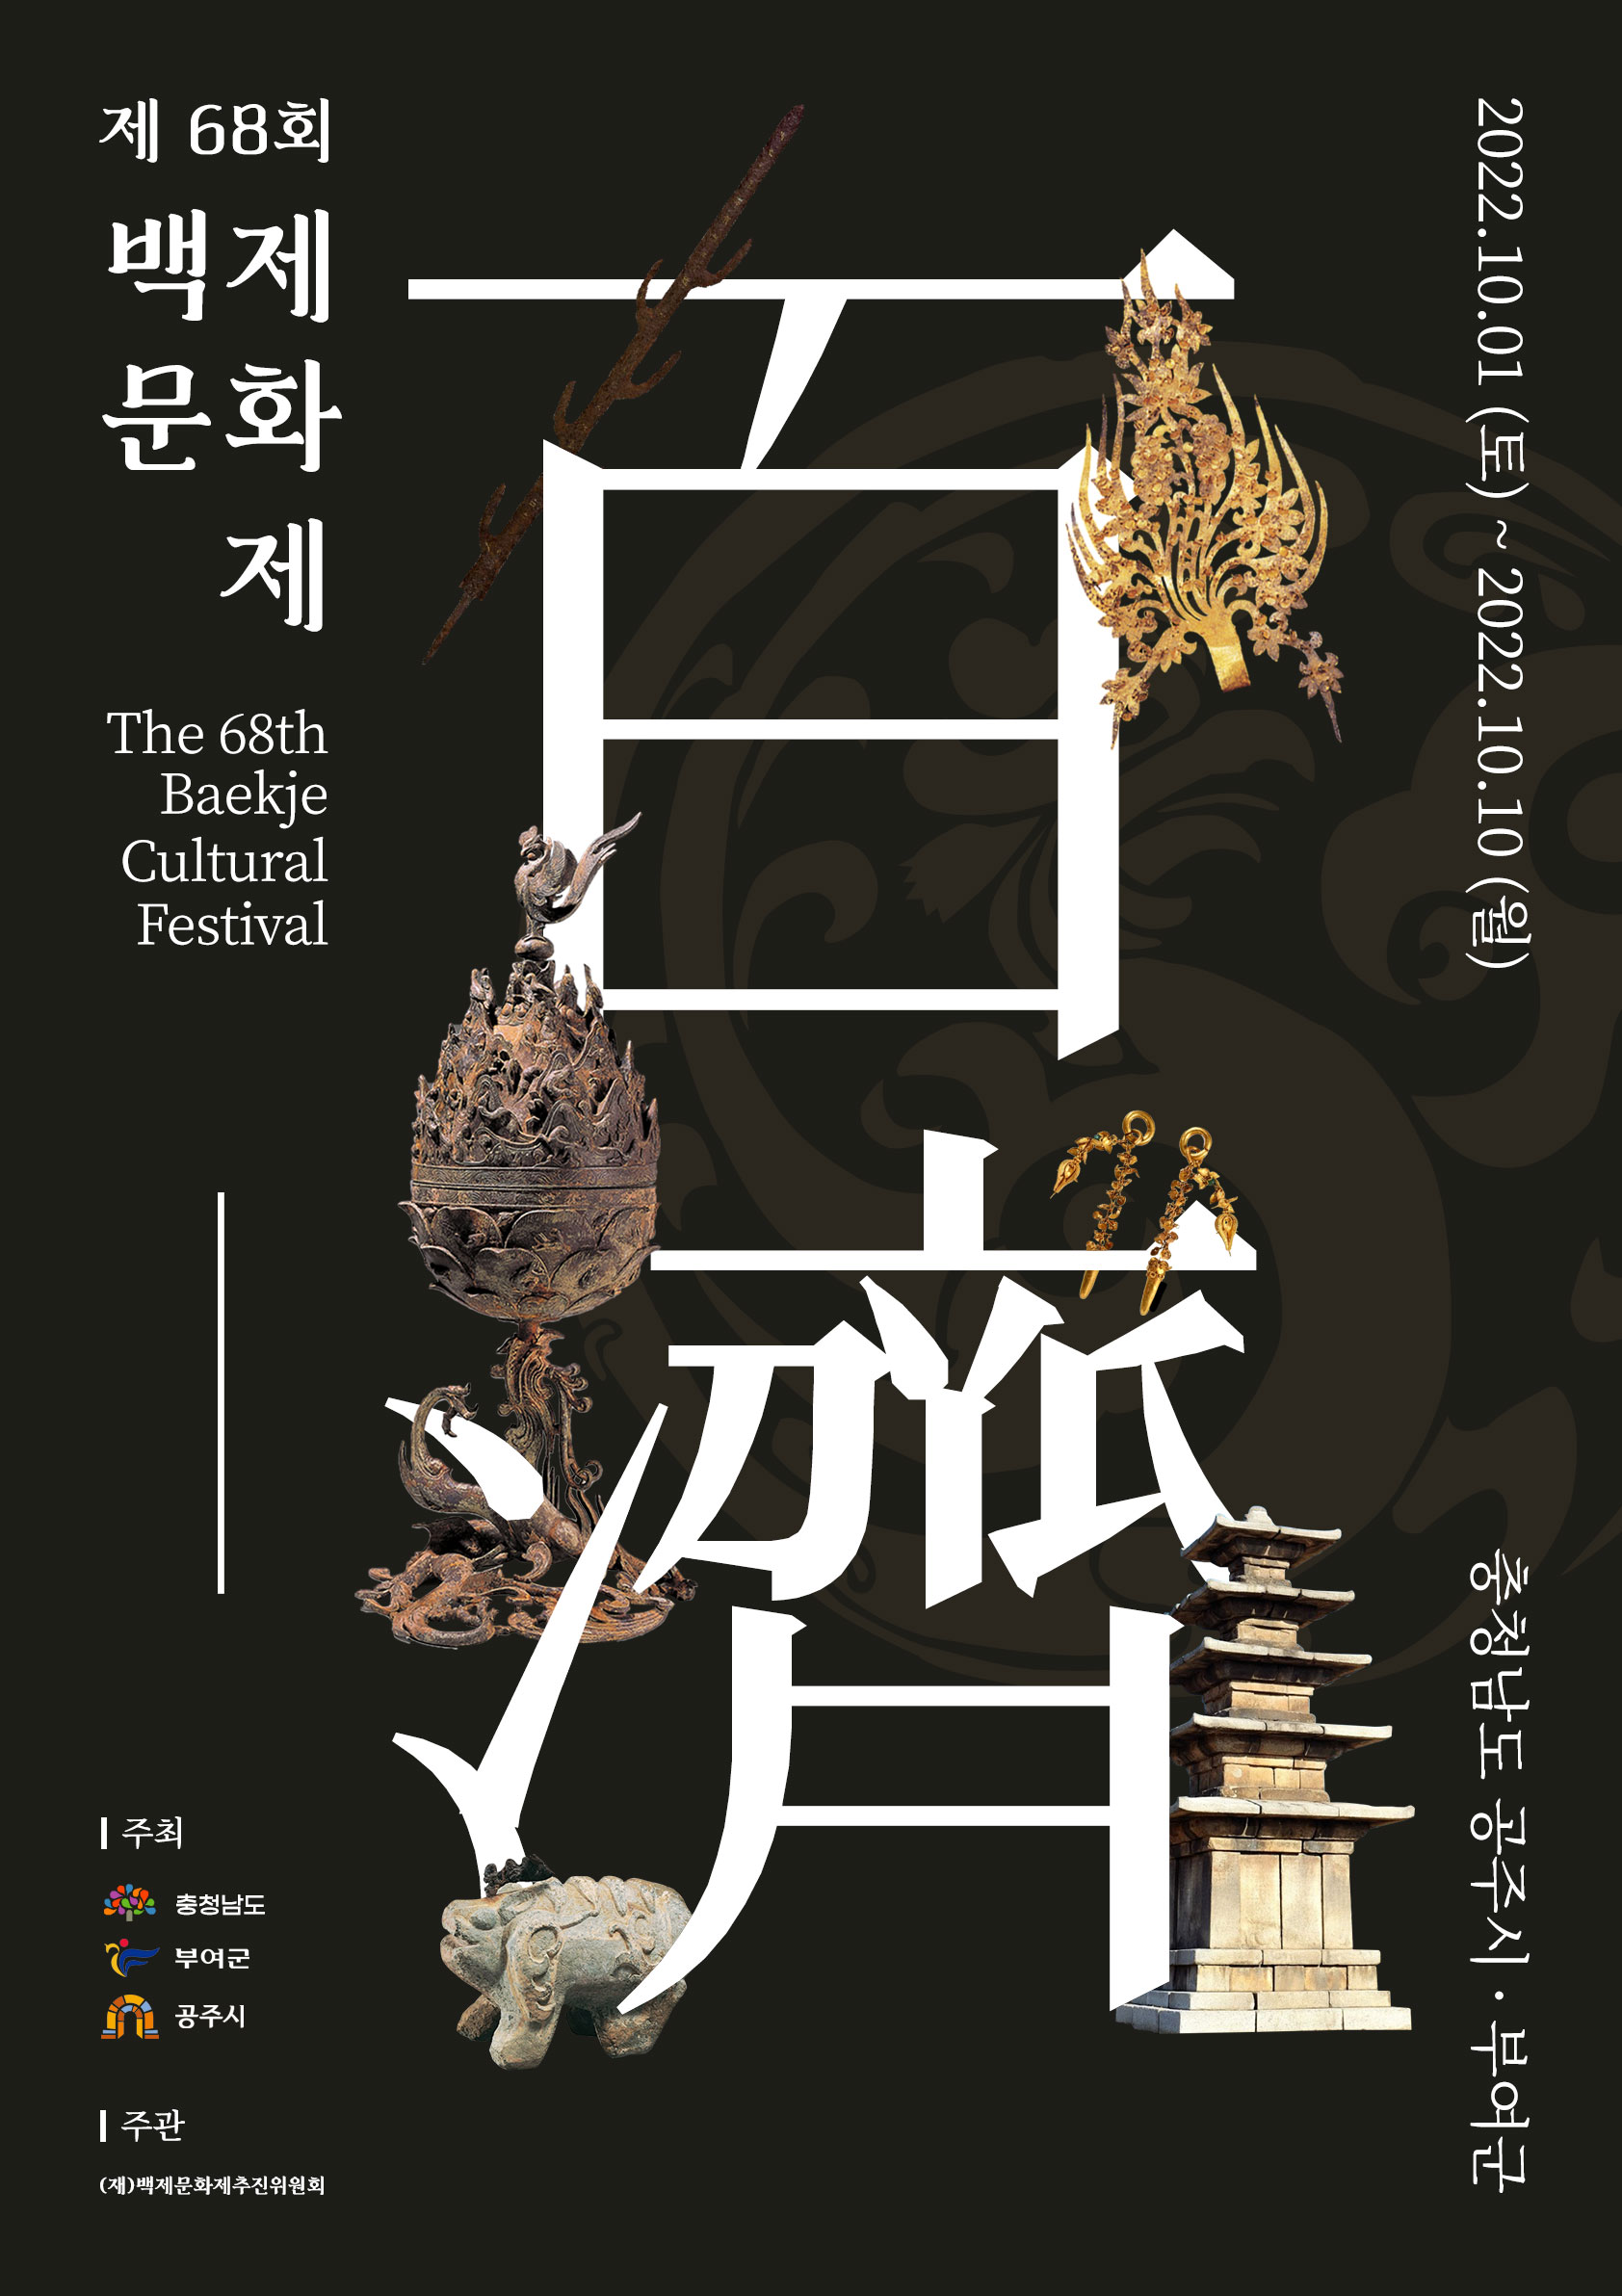 제 68회
백제
문화
제
The 68th
Baekje
Cultural
Festival
百
濟
2022.10.01 (토) ~ 2022.10.10 (월)
충청남도 공주시·부여군
주최
충청남도
부여군
공주시
주관
(재)백제문화제추진위원회